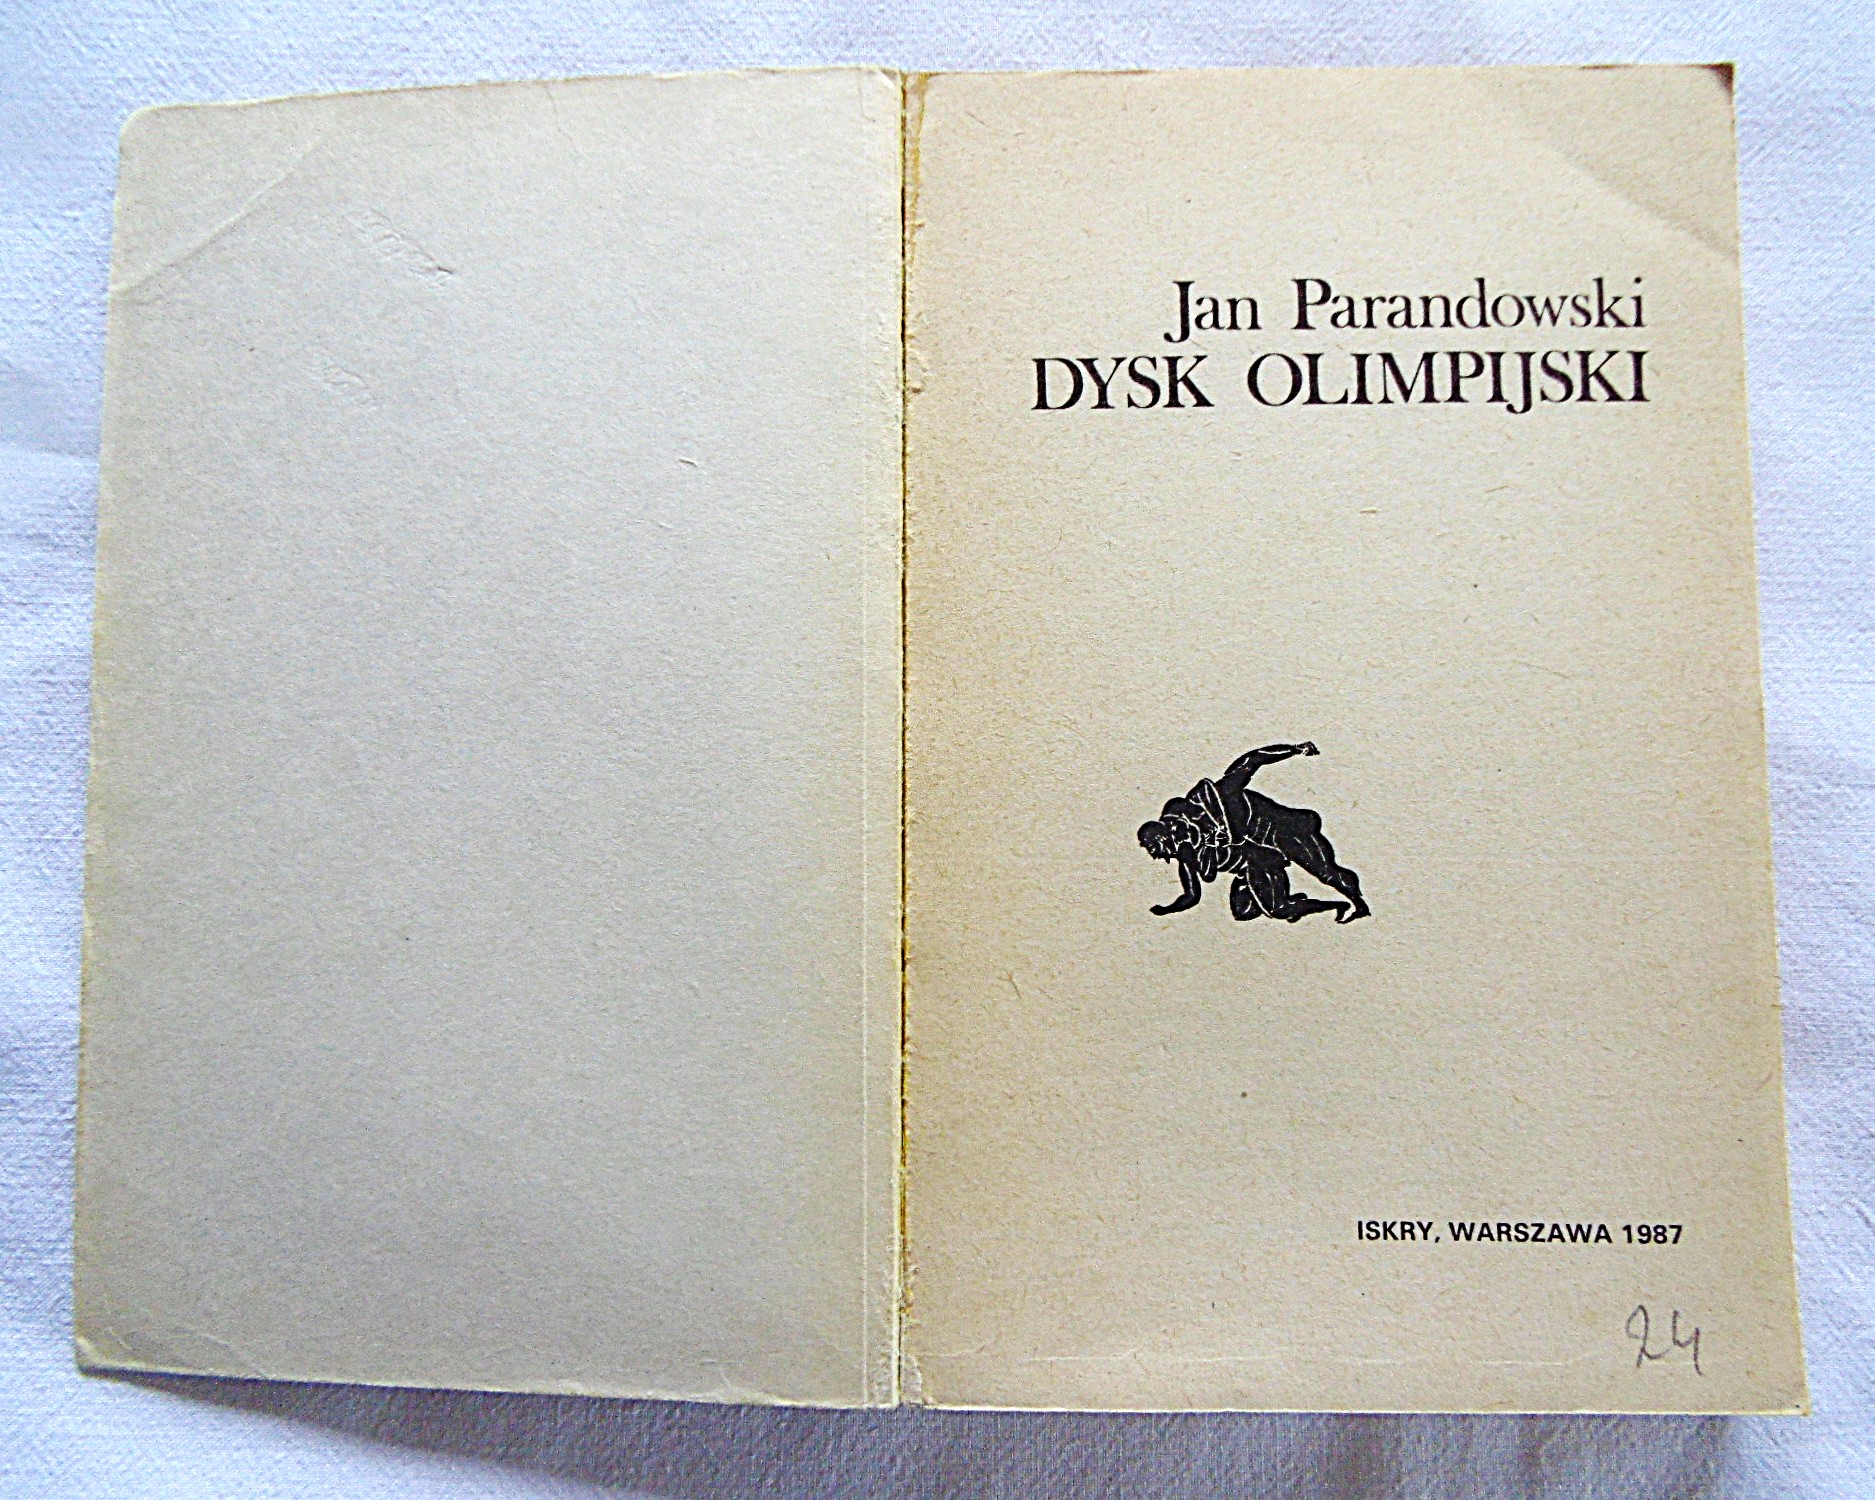 Jan Parandowski
DYSK OLIMPIJSKI
ISKRY, WARSZAWA 1987
24